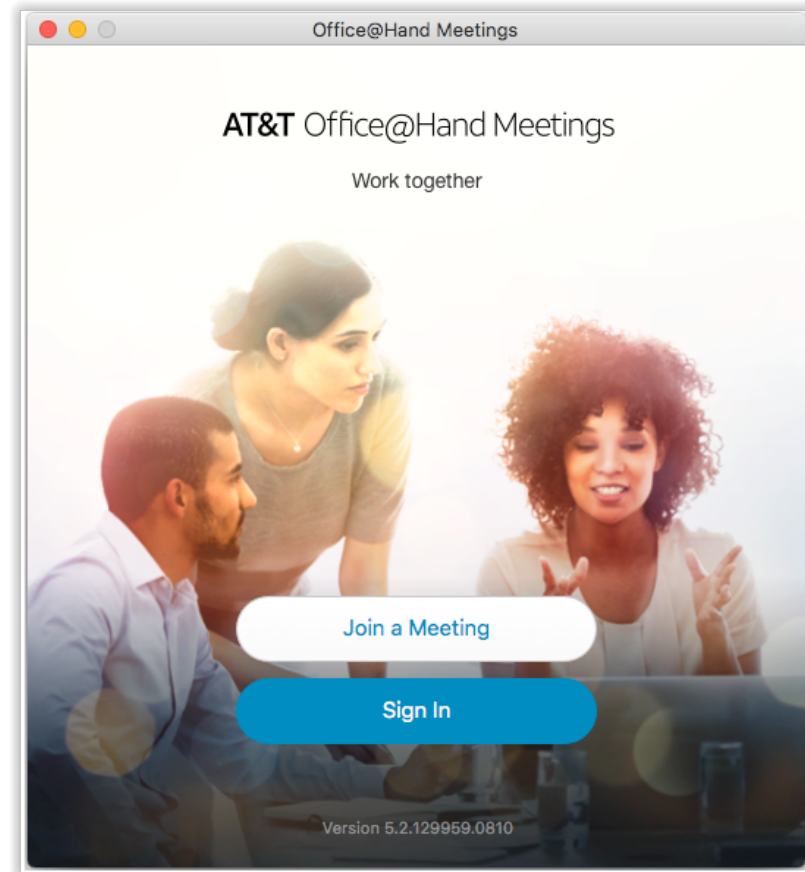 Office@Hand Meetings
AT&T Office@Hand Meetings
Work together
Join a Meeting
Sign In
Version 5.2.129959.0810